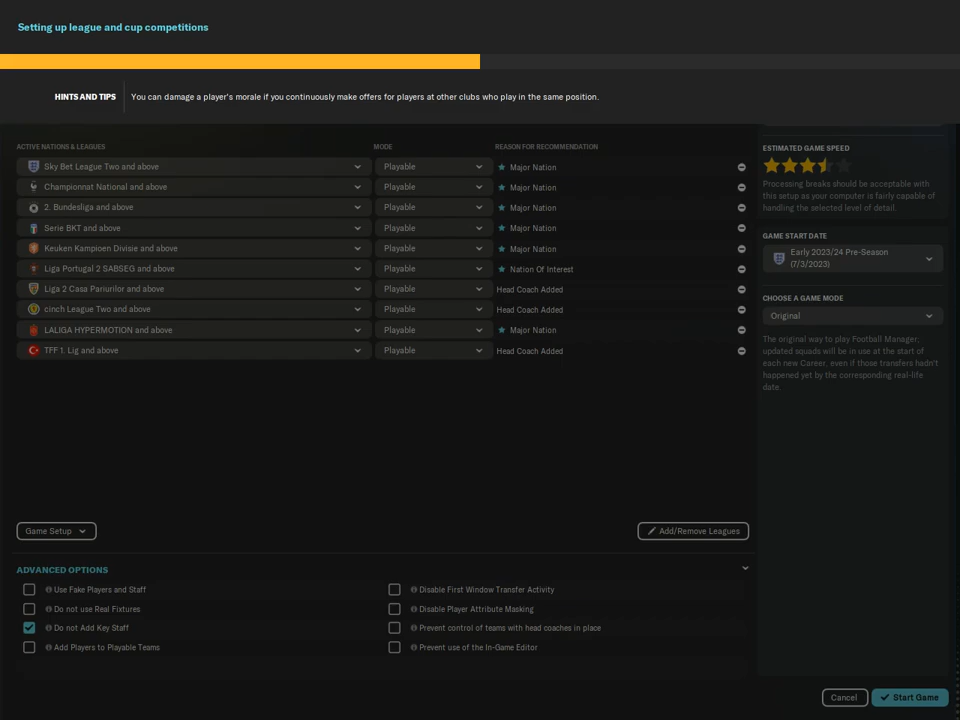 Setting up league and cup competitions
HINTS AND TIPS
You can damage a player's morale if you continuously make offers for players at other clubs who play in the same position.
ACTIVE NATIONS & LEAGUES MODE REASON FOR RECOMMENDATION
Sky Bet League Two and above Playable Major Nation
Championnat National and above Playable Major Nation
2. Bundesliga and above Playable Major Nation
Serie BKT and above Playable Major Nation
Keuken Kampioen Divisie and above Playable Major Nation
Liga Portugal 2 SABSEG and above Playable Nation Of Interest
Liga 2 Casa Pariurilor and above Playable Head Coach Added
cinch League Two and above Playable Head Coach Added
LALIGA HYPERMOTION and above Playable Major Nation
TFF 1. Lig and above Playable Head Coach Added
Game Setup
Add/Remove Leagues
ADVANCED OPTIONS
Use Fake Players and Staff
Do not use Real Fixtures
Do not Add Key Staff
Add Players to Playable Teams
Disable First Window Transfer Activity
Disable Player Attribute Masking
Prevent control of teams with head coaches in place
Prevent use of the In-Game Editor
ESTIMATED GAME SPEED
Processing breaks should be acceptable with
this setup as your computer is fairly capable of
handling the selected level of detail.
GAME START DATE
Early 2023/24 Pre-Season
(7/3/2023)
CHOOSE A GAME MODE
Original
The original way to play Football Manager;
updated squads will be in use at the start of
each new Career, even if those transfers hadn't
happened yet by the corresponding real-life
date.
Cancel
Start Game